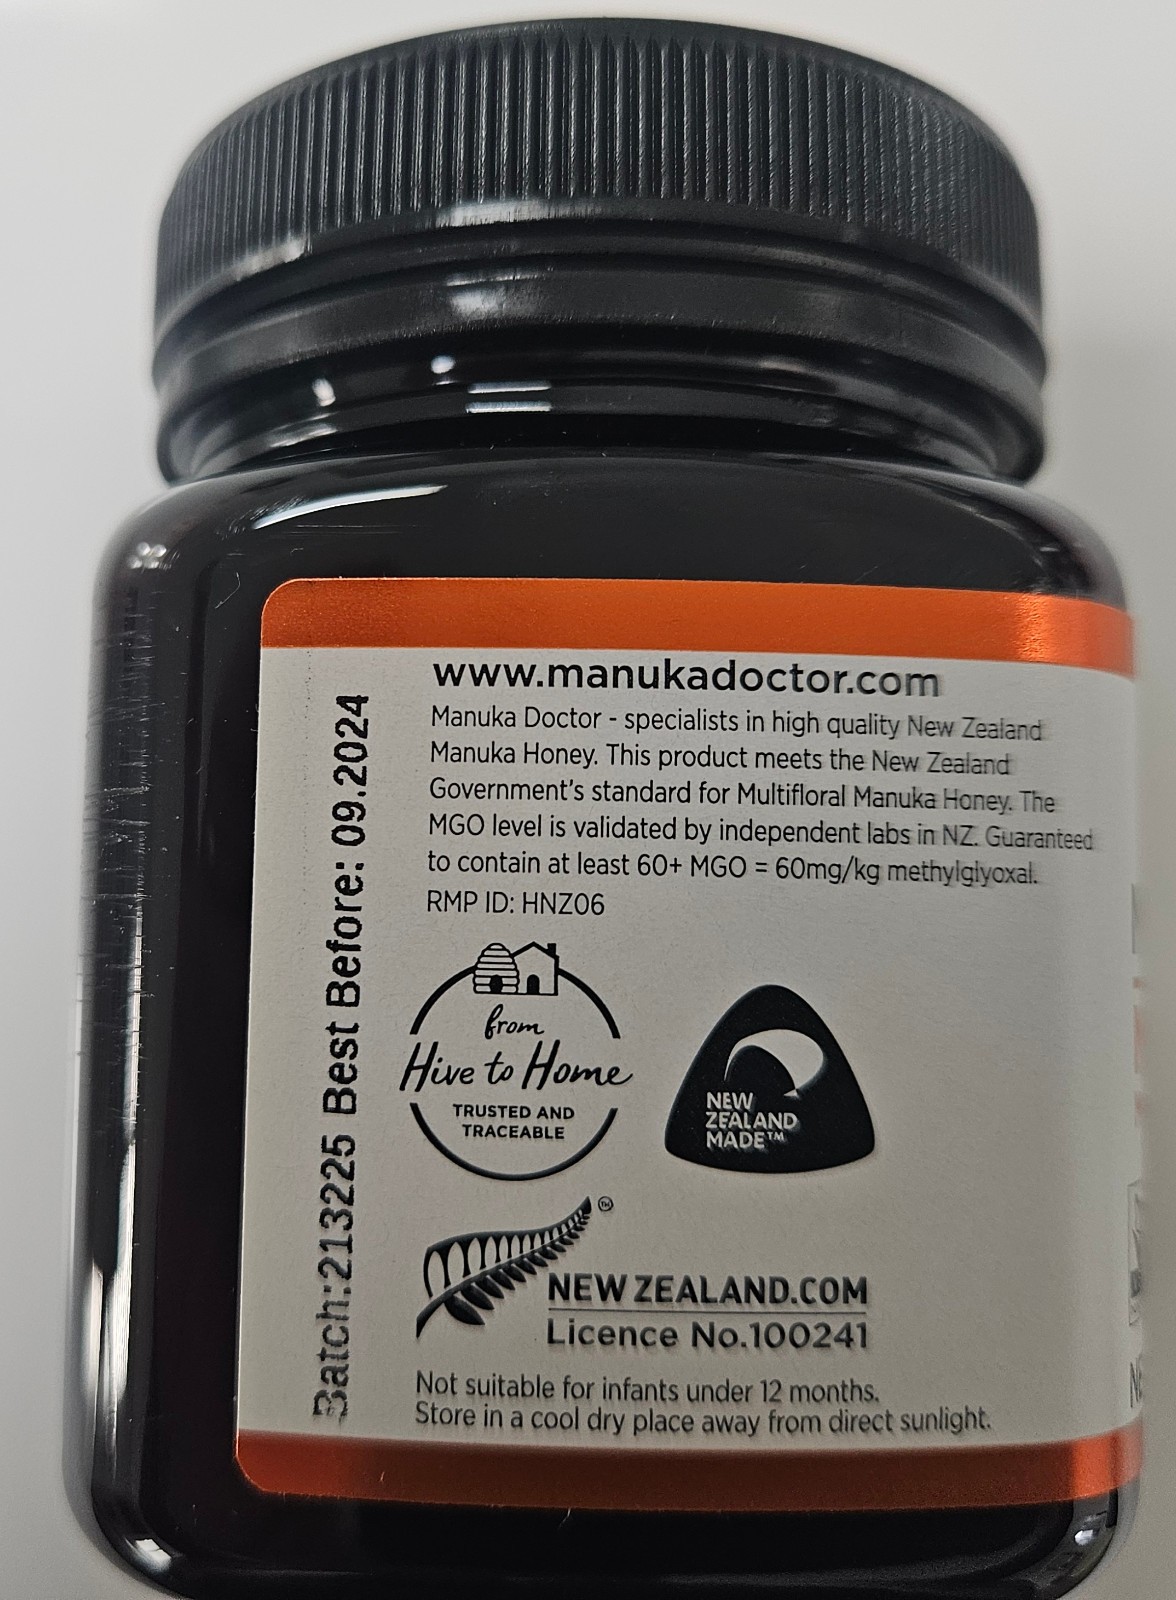 www.manukadoctor.com
Manuka Doctor - specialists in high quality New Zealand
Manuka Honey. This product meets the New Zealand
Government's standard for Multifloral Manuka Honey. The
MGO level is validated by independent labs in NZ. Guaranteed
to contain at least 60+ MGO = 60mg/kg methylglyoxal.
RMP ID: HNZ06
from
Hive to Home
TRUSTED AND
TRACEABLE
NEW
ZEALAND
MADE™
NEW ZEALAND.COM
Licence No.100241
Not suitable for infants under 12 months.
Store in a cool dry place away from direct sunlight.
Batch:213225 Best Before: 09.2024